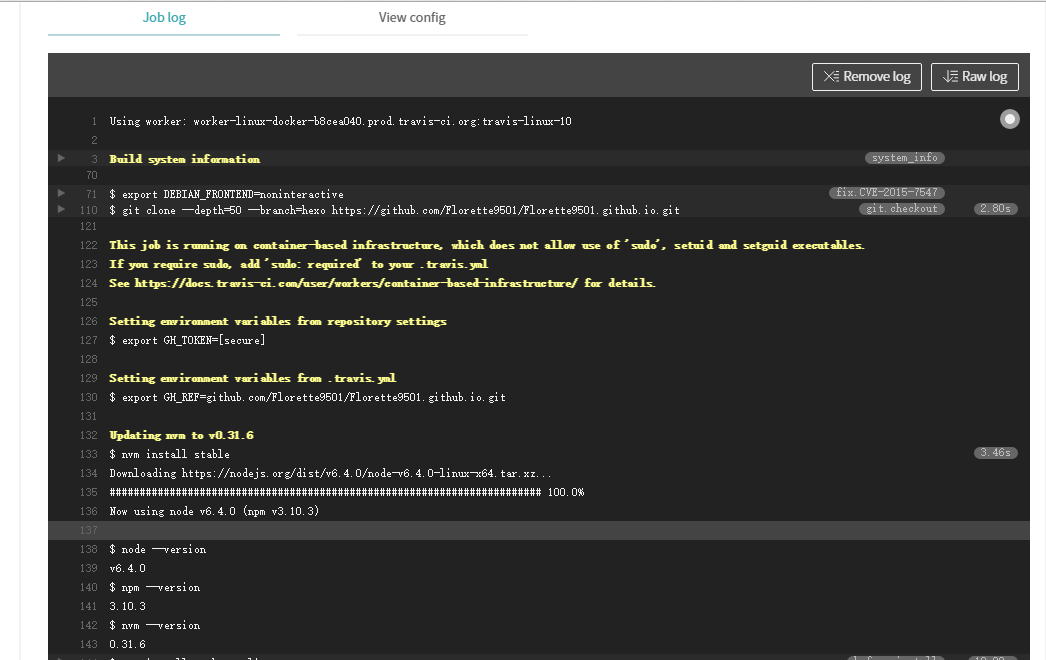 Job log View config
Remove log Raw log
1 Using worker: worker-linux-docker-b8cea040.prod.travis-ci.org:travis-linux-10
2
3 Build system information system_info
70
71 $ export DEBIAN_FRONTEND=noninteractive fix.CVE-2015-7547
110 $ git clone --depth=50 --branch=hexo https://github.com/Florette9501/Florette9501.github.io.git git.checkout 2.80s
121
122 This job is running on container-based infrastructure, which does not allow use of 'sudo', setuid and setguid executables.
123 If you require sudo, add 'sudo: required' to your .travis.yml
124 See https://docs.travis-ci.com/user/workers/container-based-infrastructure/ for details.
125
126 Setting environment variables from repository settings
127 $ export GH_TOKEN=[secure]
128
129 Setting environment variables from .travis.yml
130 $ export GH_REF=github.com/Florette9501/Florette9501.github.io.git
131
132 Updating nvm to v0.31.6
133 $ nvm install stable 3.46s
134 Downloading https://nodejs.org/dist/v6.4.0/node-v6.4.0-linux-x64.tar.xz...
135 ######################################################################## 100.0%
136 Now using node v6.4.0 (npm v3.10.3)
137
138 $ node --version
139 v6.4.0
140 $ npm --version
141 3.10.3
142 $ nvm --version
143 0.31.6